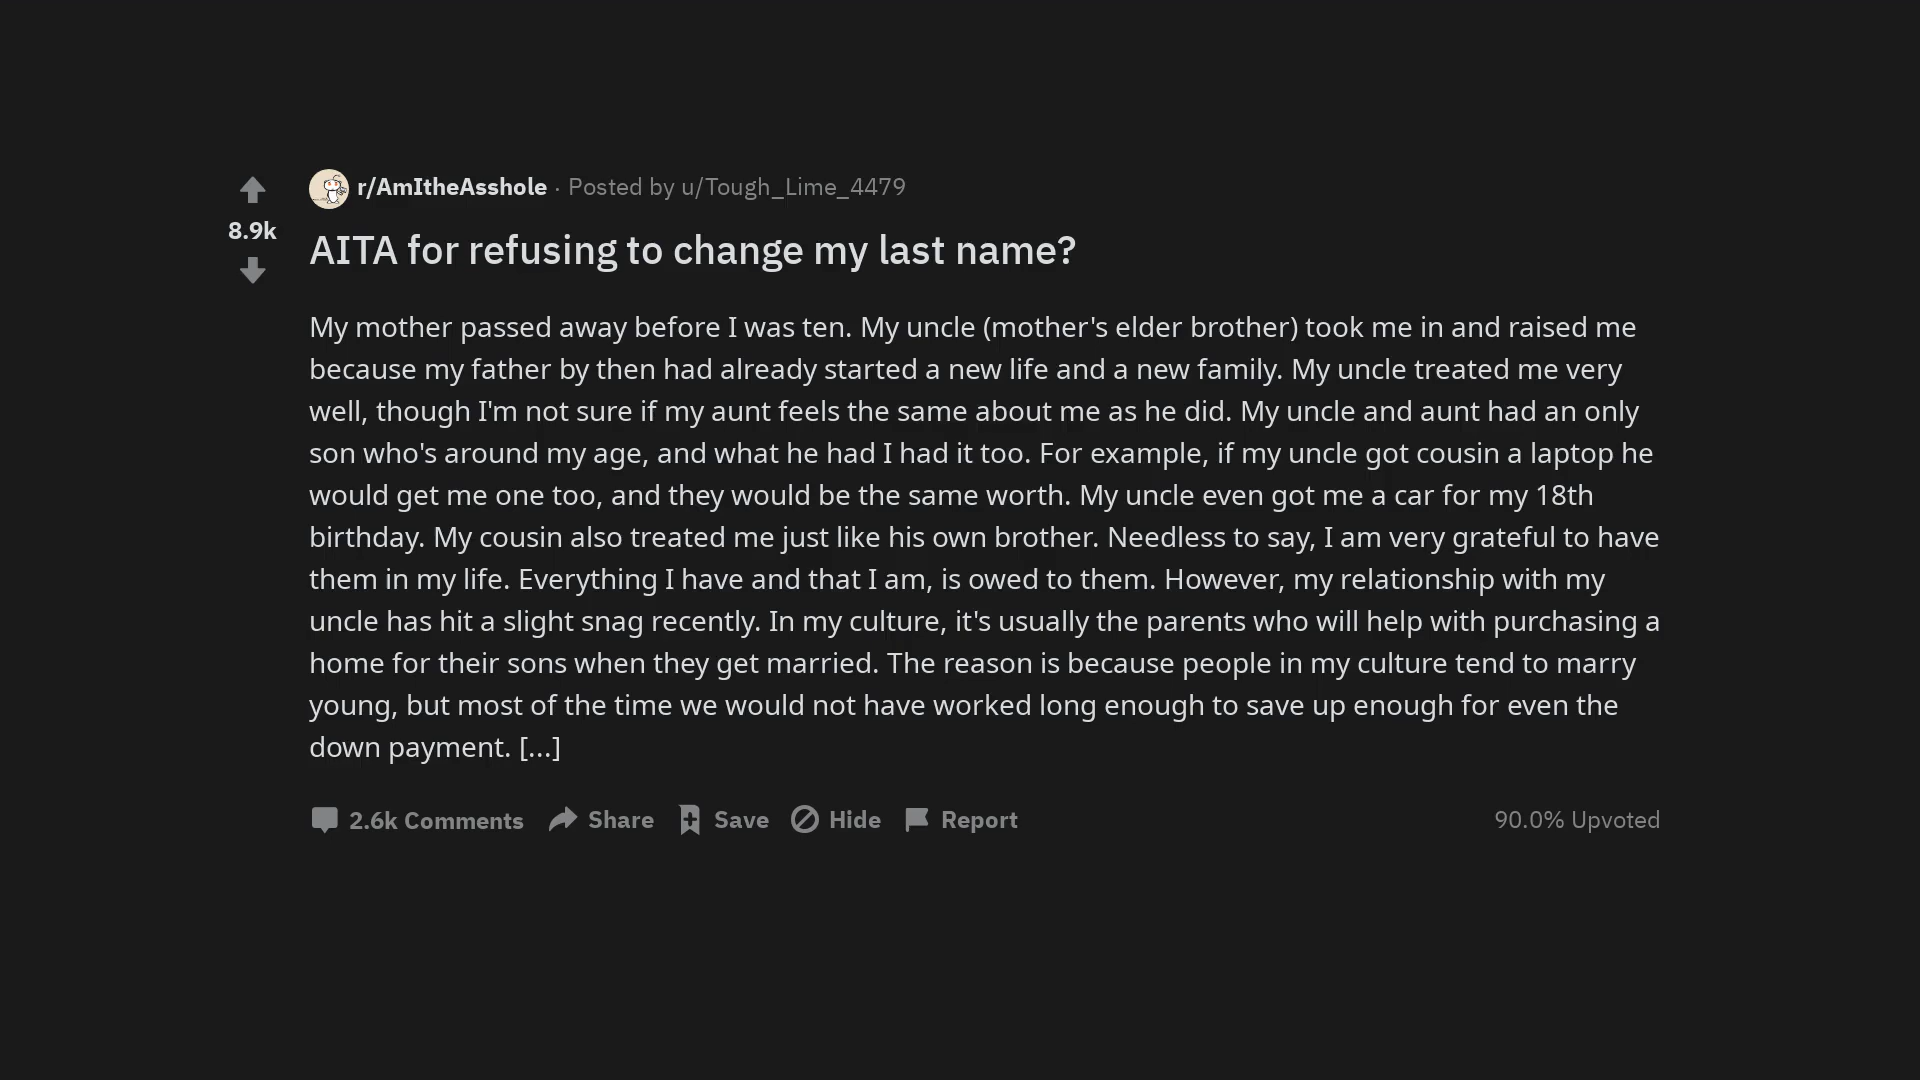 r/AmItheAsshole · Posted by u/Tough_Lime_4479
8.9k
AITA for refusing to change my last name?
My mother passed away before I was ten. My uncle (mother's elder brother) took me in and raised me
because my father by then had already started a new life and a new family. My uncle treated me very
well, though I'm not sure if my aunt feels the same about me as he did. My uncle and aunt had an only
son who's around my age, and what he had I had it too. For example, if my uncle got cousin a laptop he
would get me one too, and they would be the same worth. My uncle even got me a car for my 18th
birthday. My cousin also treated me just like his own brother. Needless to say, I am very grateful to have
them in my life. Everything I have and that I am, is owed to them. However, my relationship with my
uncle has hit a slight snag recently. In my culture, it's usually the parents who will help with purchasing a
home for their sons when they get married. The reason is because people in my culture tend to marry
young, but most of the time we would not have worked long enough to save up enough for even the
down payment. [...]
2.6k Comments Share Save Hide Report 90.0% Upvoted